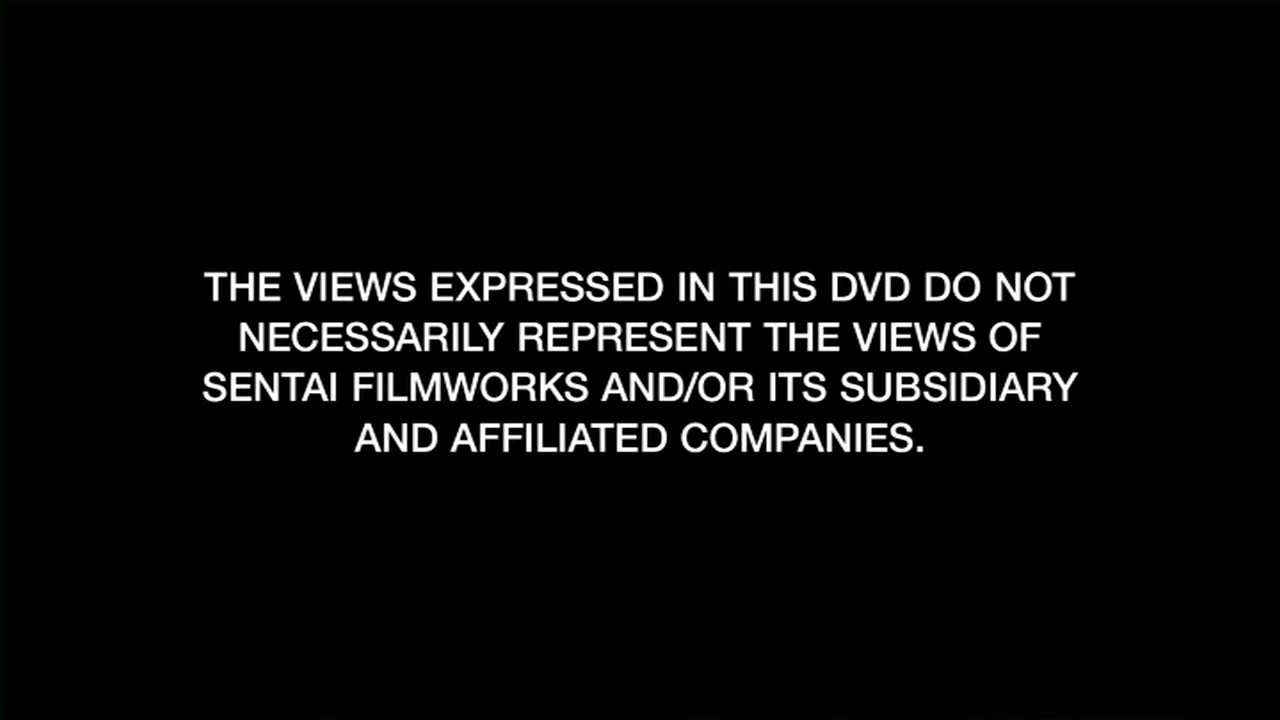 THE VIEWS EXPRESSED IN THIS DVD DO NOT
NECESSARILY REPRESENT THE VIEWS OF
SENTAI FILMWORKS AND/OR ITS SUBSIDIARY
AND AFFILIATED COMPANIES.